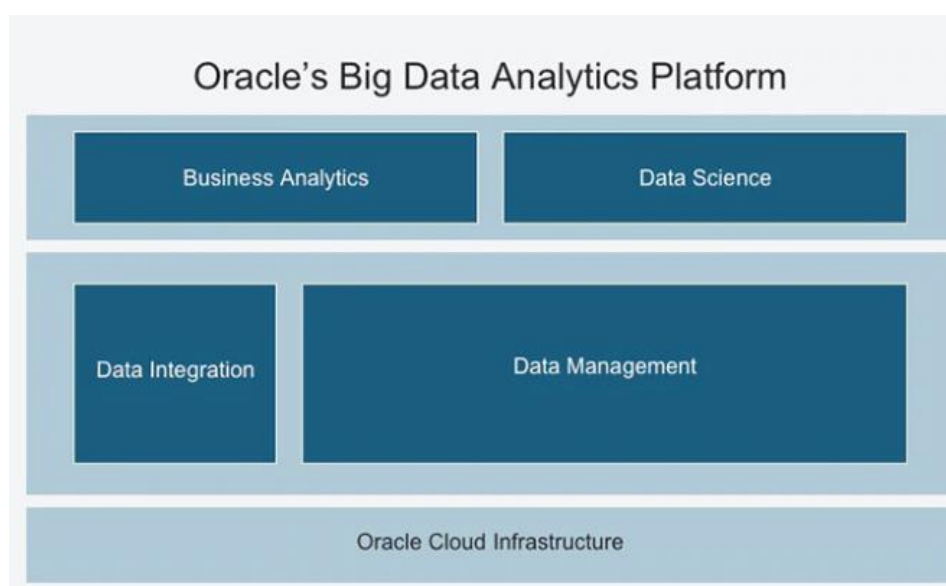 Oracle's Big Data Analytics Platform
Business Analytics
Data Science
Data Integration
Data Management
Oracle Cloud Infrastructure